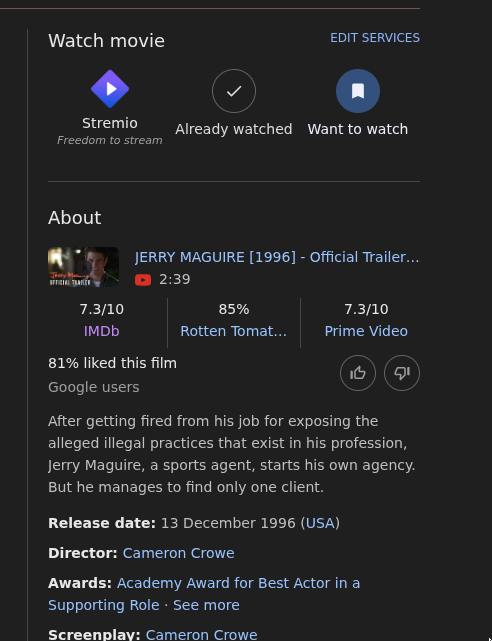 Watch movie
EDIT SERVICES
Stremio
Freedom to stream
Already watched
Want to watch
About
Jerry Maguire
OFFICIAL TRAILER
JERRY MAGUIRE [1996] - Official Trailer...
2:39
7.3/10
IMDb
85%
Rotten Tomat...
7.3/10
Prime Video
81% liked this film
Google users
After getting fired from his job for exposing the
alleged illegal practices that exist in his profession,
Jerry Maguire, a sports agent, starts his own agency.
But he manages to find only one client.
Release date: 13 December 1996 (USA)
Director: Cameron Crowe
Awards: Academy Award for Best Actor in a
Supporting Role · See more
Screenplay: Cameron Crowe